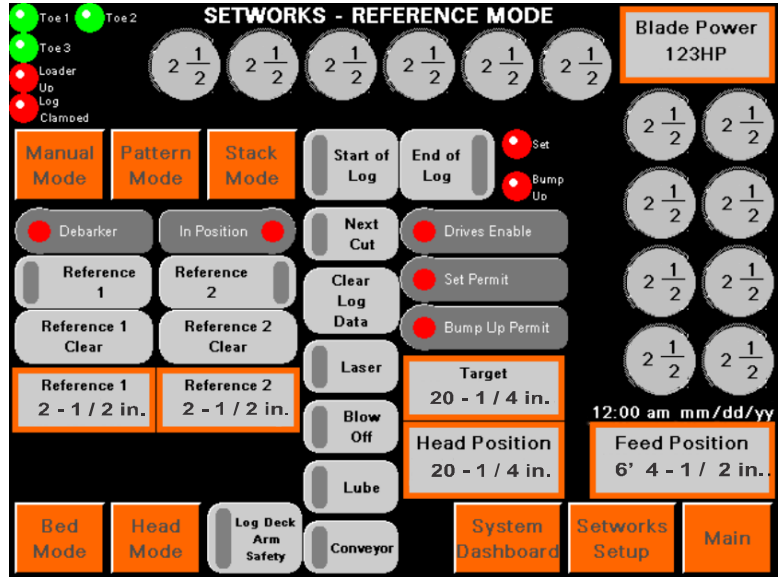 SETWORKS - REFERENCE MODE
Toe 1
Toe 2
Toe 3
Loader
Up
Log
Clamped
2 1/2
2 1/2
2 1/2
2 1/2
2 1/2
2 1/2
Blade Power
123HP
2 1/2
2 1/2
2 1/2
2 1/2
2 1/2
2 1/2
2 1/2
2 1/2
Manual
Mode
Pattern
Mode
Stack
Mode
Start of
Log
End of
Log
Set
Bump
Up
Debarker
In Position
Next
Cut
Drives Enable
Reference
1
Reference
2
Clear
Log
Data
Set Permit
Reference 1
Clear
Reference 2
Clear
Bump Up Permit
Reference 1
2 - 1 / 2 in.
Reference 2
2 - 1 / 2 in.
Laser
Target
20 - 1 / 4 in.
Blow
Off
12:00 am mm/dd/yy
Head Position
20 - 1 / 4 in.
Feed Position
6' 4 - 1 / 2 in..
Lube
Bed
Mode
Head
Mode
Log Deck
Arm
Safety
Conveyor
System
Dashboard
Setworks
Setup
Main